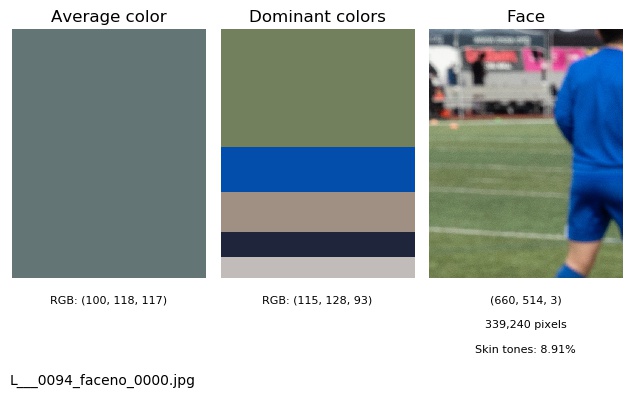 Average color
Dominant colors
Face
RGB: (100, 118, 117)
RGB: (115, 128, 93)
(660, 514, 3)
339,240 pixels
Skin tones: 8.91%
L___0094_faceno_0000.jpg